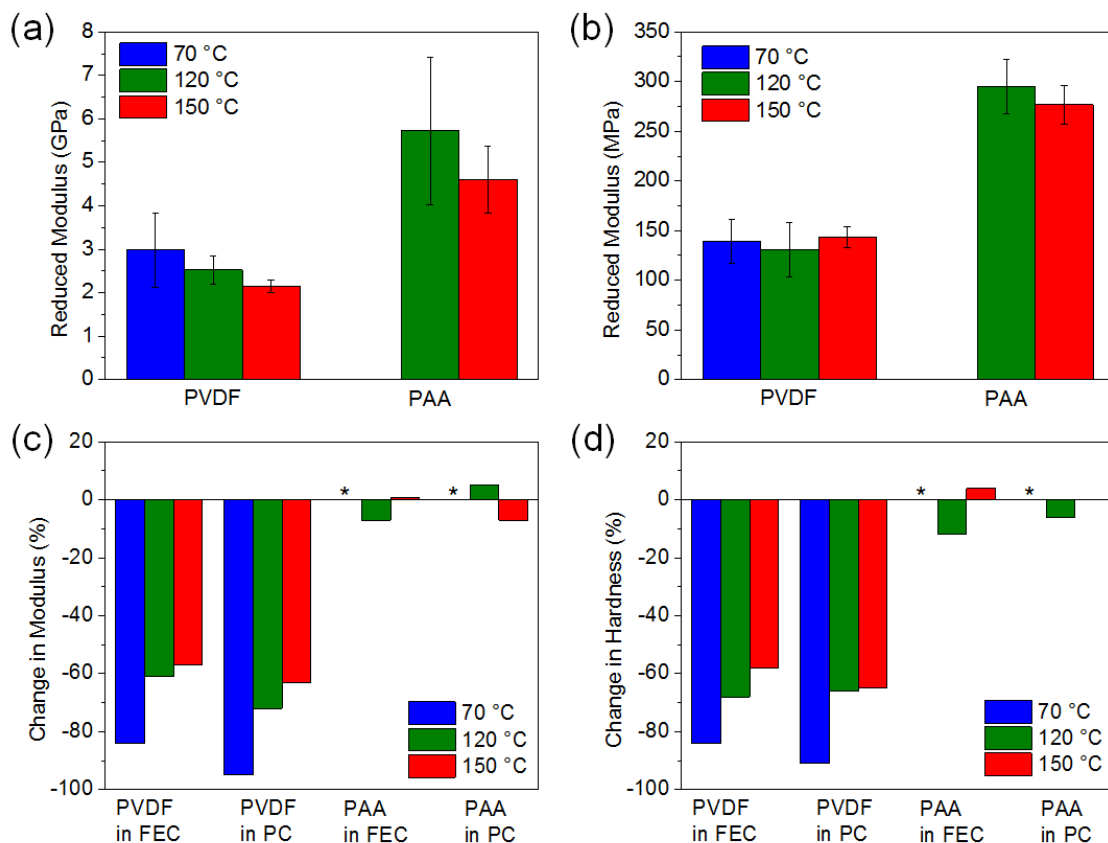 (a)
8
7
6
5
4
3
2
1
0
Reduced Modulus (GPa)
70 °C
120 °C
150 °C
PVDF
PAA
(b)
350
300
250
200
150
100
50
0
Reduced Modulus (MPa)
70 °C
120 °C
150 °C
PVDF
PAA
(c)
20
0
-20
-40
-60
-80
-100
Change in Modulus (%)
*
*
70 °C
120 °C
150 °C
PVDF
in FEC
PVDF
in PC
PAA
in FEC
PAA
in PC
(d)
20
0
-20
-40
-60
-80
-100
Change in Hardness (%)
*
*
70 °C
120 °C
150 °C
PVDF
in FEC
PVDF
in PC
PAA
in FEC
PAA
in PC